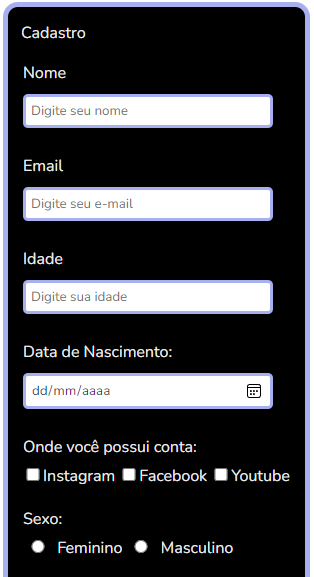 Cadastro
Nome
Digite seu nome
Email
Digite seu e-mail
Idade
Digite sua idade
Data de Nascimento:
dd/mm/aaaa
Onde você possui conta:
Instagram Facebook Youtube
Sexo:
Feminino Masculino